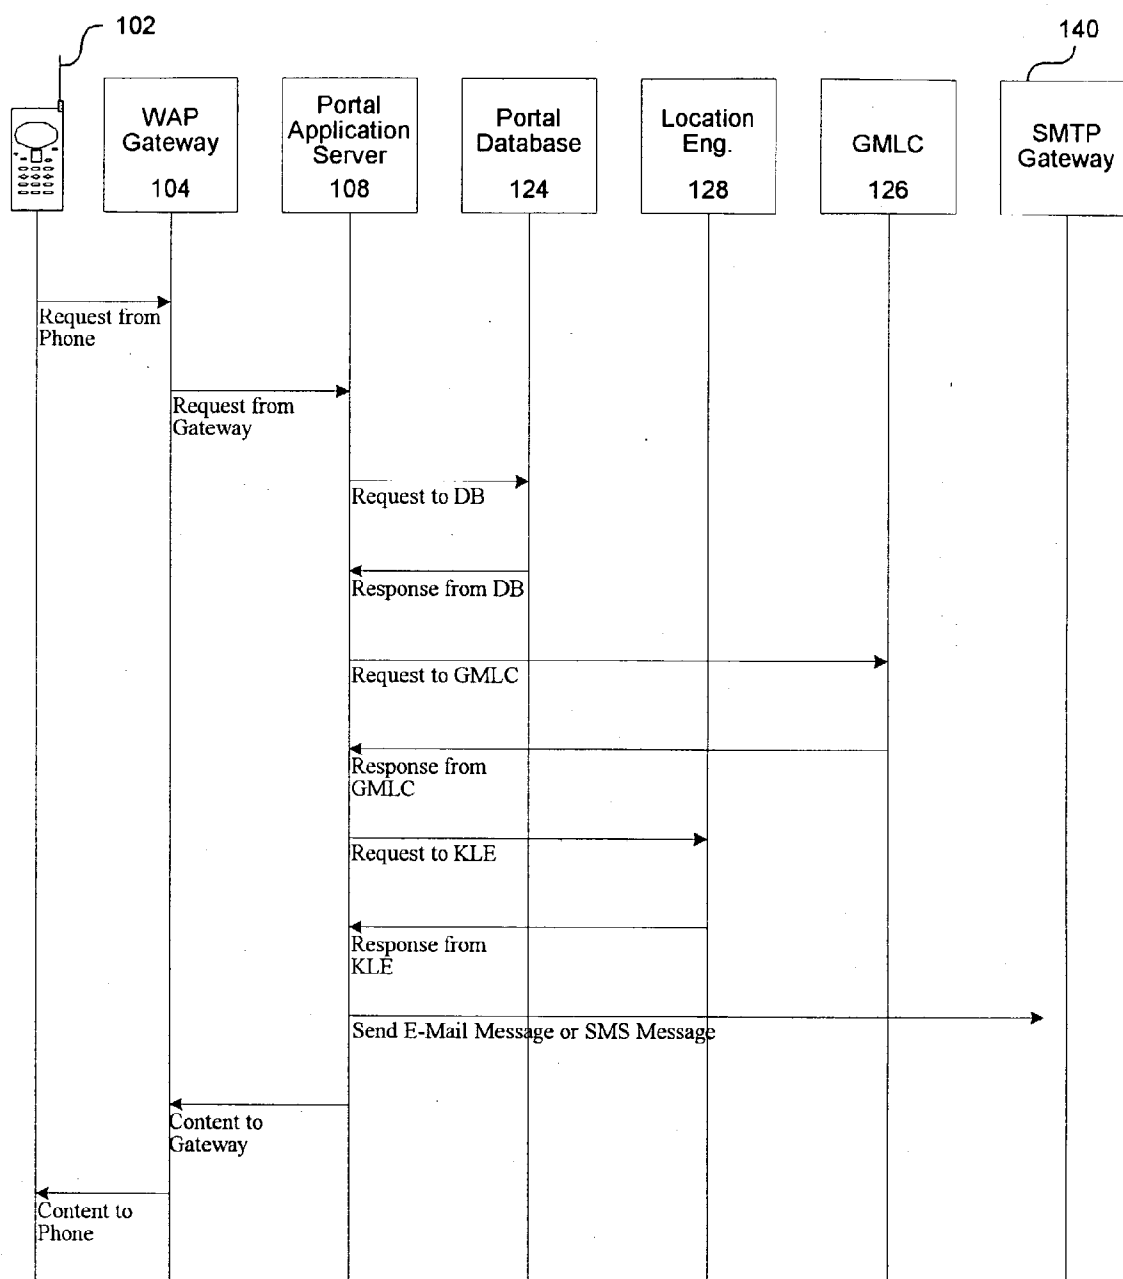 102
140
WAP
Gateway
104
Portal
Application
Server
108
Portal
Database
124
Location
Eng.
128
GMLC
126
SMTP
Gateway
Request from
Phone
Request from
Gateway
Request to DB
Response from DB
Request to GMLC
Response from
GMLC
Request to KLE
Response from
KLE
Send E-Mail Message or SMS Message
Content to
Gateway
Content to
Phone